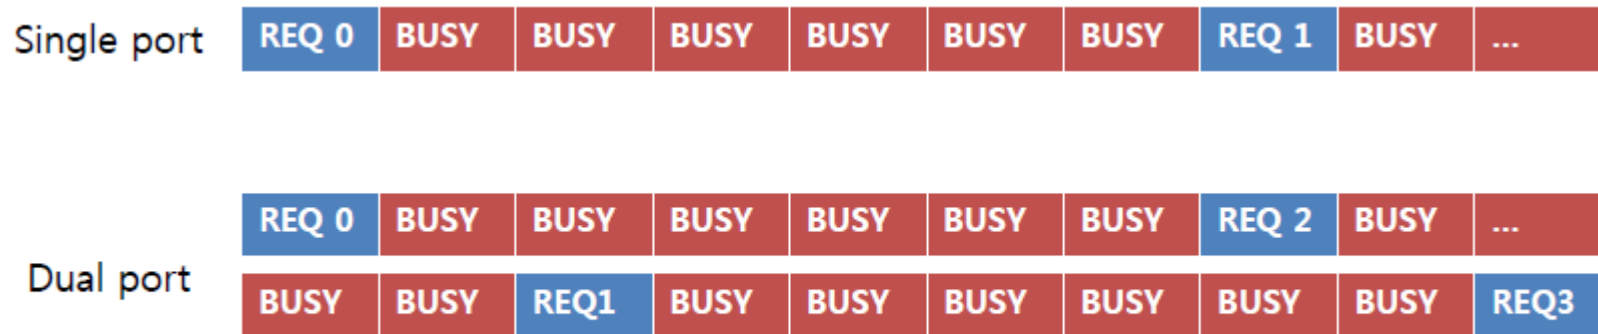 Single port REQ 0 BUSY BUSY BUSY BUSY BUSY BUSY REQ 1 BUSY ...
REQ 0 BUSY BUSY BUSY BUSY BUSY BUSY REQ 2 BUSY ...
Dual port
BUSY BUSY REQ1 BUSY BUSY BUSY BUSY BUSY BUSY REQ3